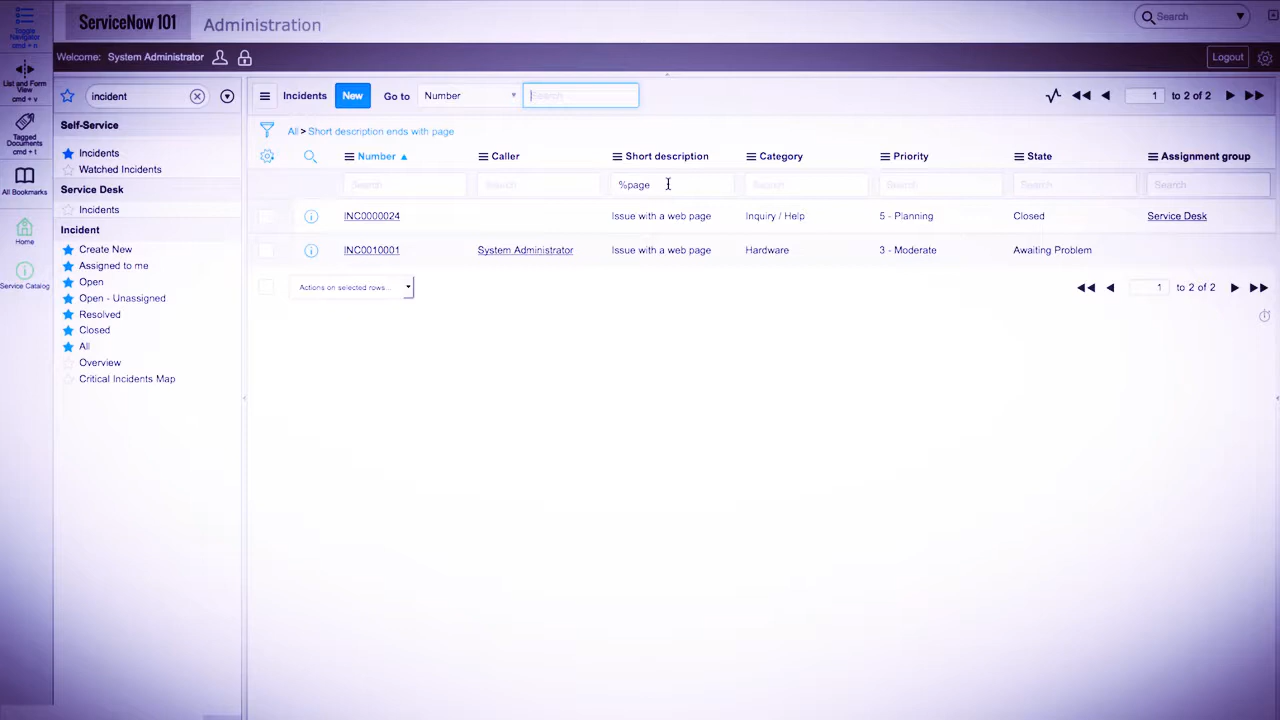 ServiceNow 101 Administration Search
Toggle Navigator cmd + n
Welcome: System Administrator Logout
List and Form View cmd + v
Tagged Documents cmd + t
All Bookmarks
Home
Service Catalog
incident
Self-Service
Incidents
Watched Incidents
Service Desk
Incidents
Incident
Create New
Assigned to me
Open
Open - Unassigned
Resolved
Closed
All
Overview
Critical Incidents Map
Incidents New Go to Number Search 1 to 2 of 2
All > Short description ends with page
Number Caller Short description Category Priority State Assignment group
Search Search %page Search Search Search Search
INC0000024 Issue with a web page Inquiry / Help 5 - Planning Closed Service Desk
INC0010001 System Administrator Issue with a web page Hardware 3 - Moderate Awaiting Problem
Actions on selected rows... 1 to 2 of 2